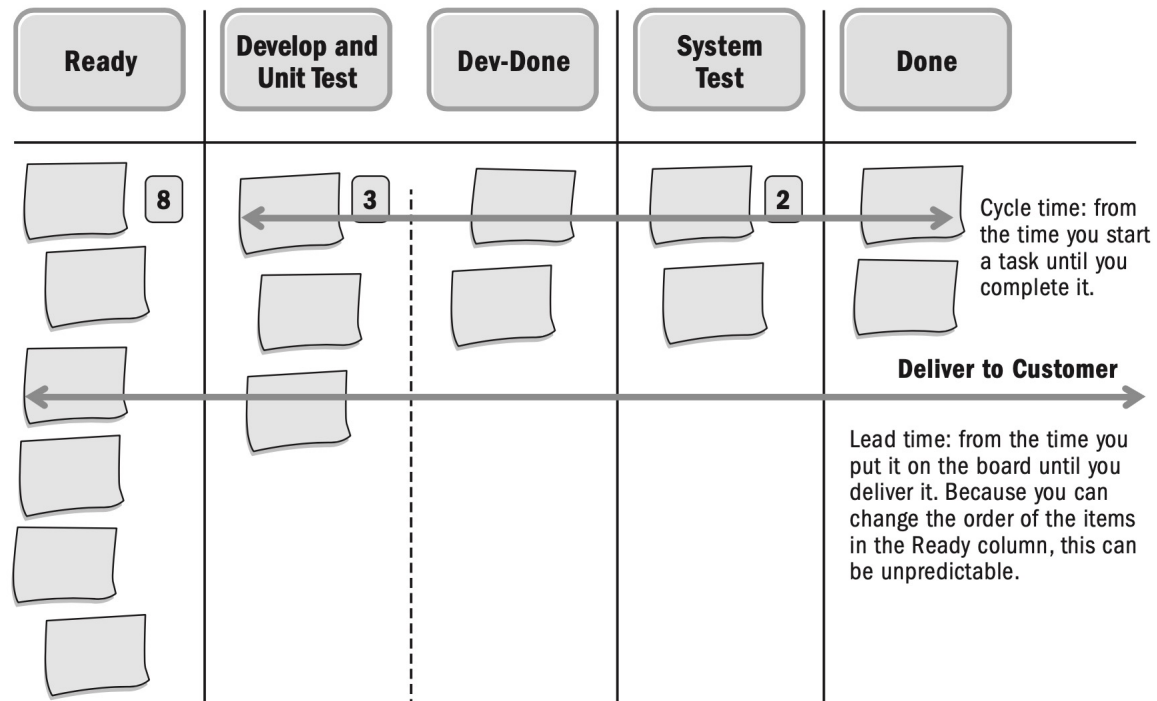 Ready
Develop and
Unit Test
Dev-Done
System
Test
Done
8
3
2
Cycle time: from
the time you start
a task until you
complete it.
Deliver to Customer
Lead time: from the time you
put it on the board until you
deliver it. Because you can
change the order of the items
in the Ready column, this can
be unpredictable.